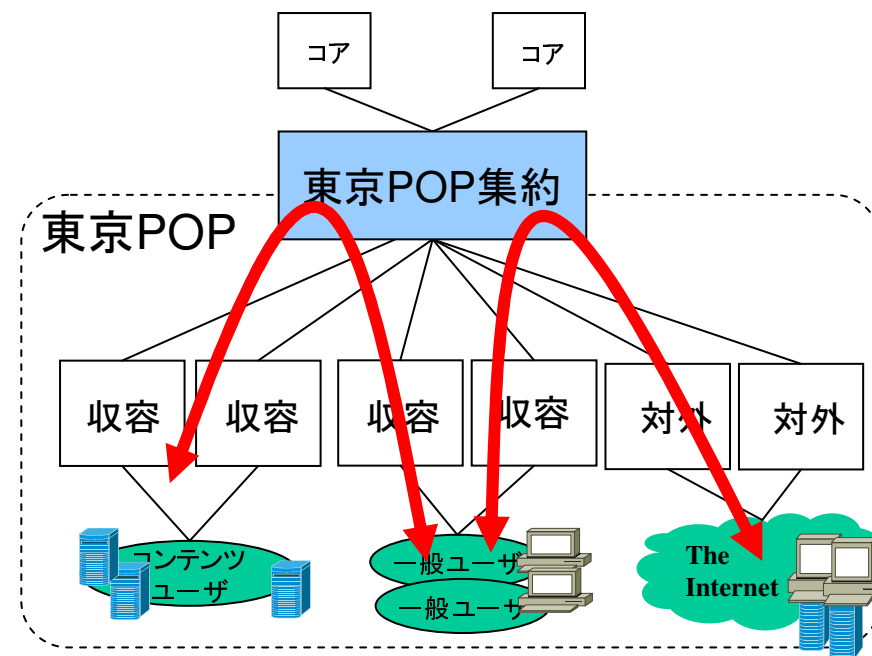 コア
コア
東京POP集約
東京POP
収容
収容
収容
収容
対外
対外
コンテンツ
ユーザ
一般ユーザ
一般ユーザ
The
Internet